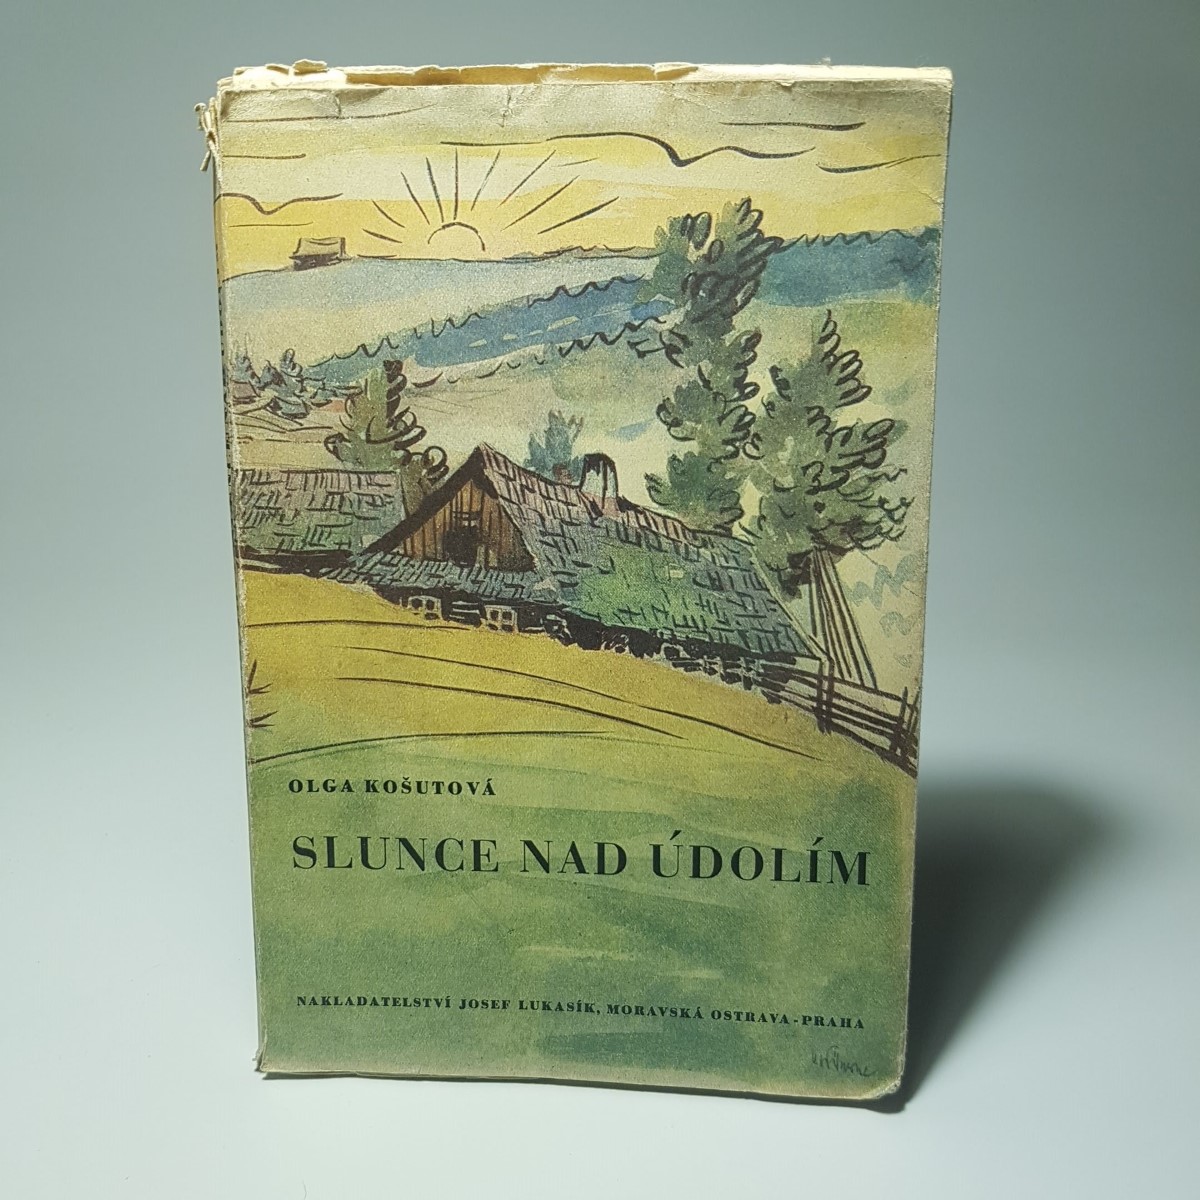 OLGA KOŠUTOVÁ
SLUNCE NAD ÚDOLÍM
NAKLADATELSTVÍ JOSEF LUKASÍK, MORAVSKÁ OSTRAVA-PRAHA